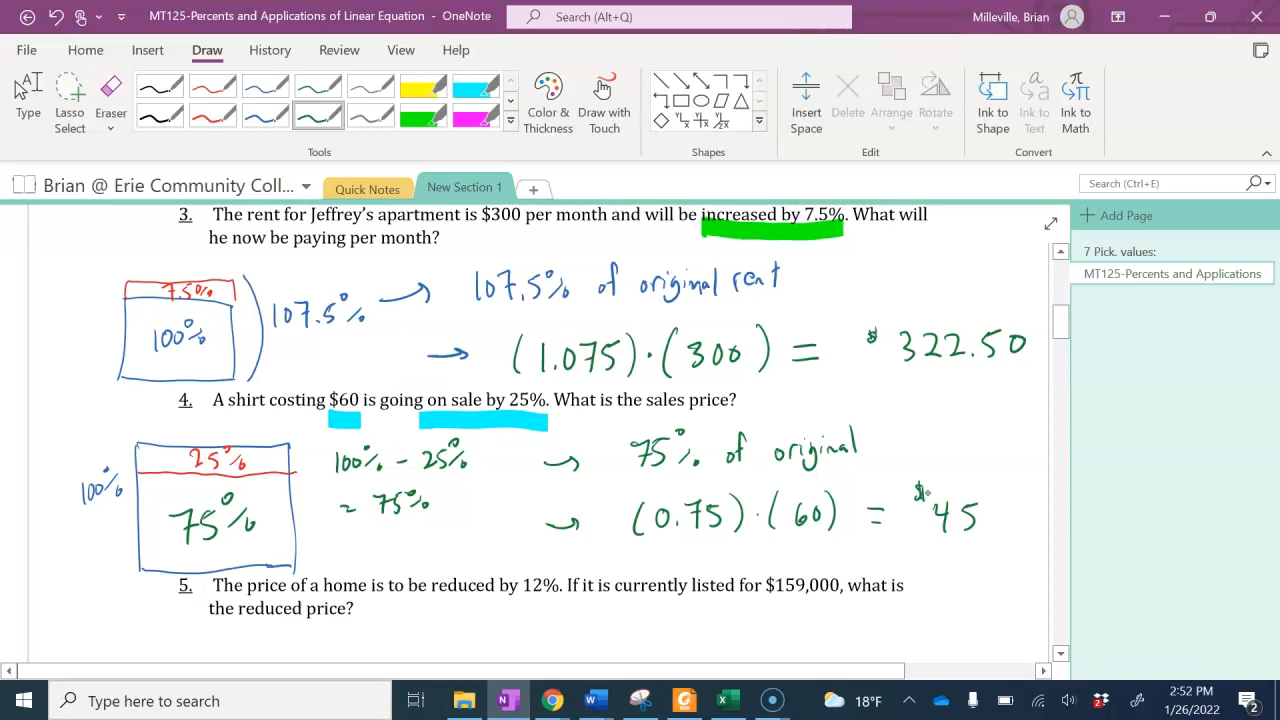 MT125-Percents and Applications of Linear Equation - OneNote
Search (Alt+Q)
Milleville, Brian
File Home Insert Draw History Review View Help
Type
Lasso Select
Eraser
Color & Thickness
Draw with Touch
Insert Space
Delete
Arrange
Rotate
Ink to Shape
Ink to Text
Ink to Math
Tools
Shapes
Edit
Convert
Brian @ Erie Community Coll...
Quick Notes
New Section 1
Search (Ctrl+E)
Add Page
7 Pick. values:
MT125-Percents and Applications
3. The rent for Jeffrey's apartment is $300 per month and will be increased by 7.5%. What will
he now be paying per month?
7.5%
100%
107.5%
107.5% of original rent
(1.075) · (300) = $322.50
4. A shirt costing $60 is going on sale by 25%. What is the sales price?
100%
25%
75%
100% - 25%
= 75%
75% of original
(0.75) · (60) = $45
5. The price of a home is to be reduced by 12%. If it is currently listed for $159,000, what is
the reduced price?
Type here to search
18°F
2:52 PM
1/26/2022
2